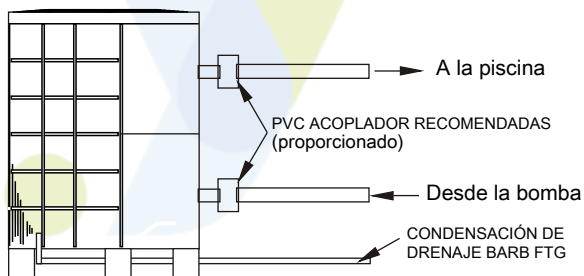 A la piscina
PVC ACOPLADOR RECOMENDADAS
(proporcionado)
Desde la bomba
CONDENSACIÓN DE
DRENAJE BARB FTG